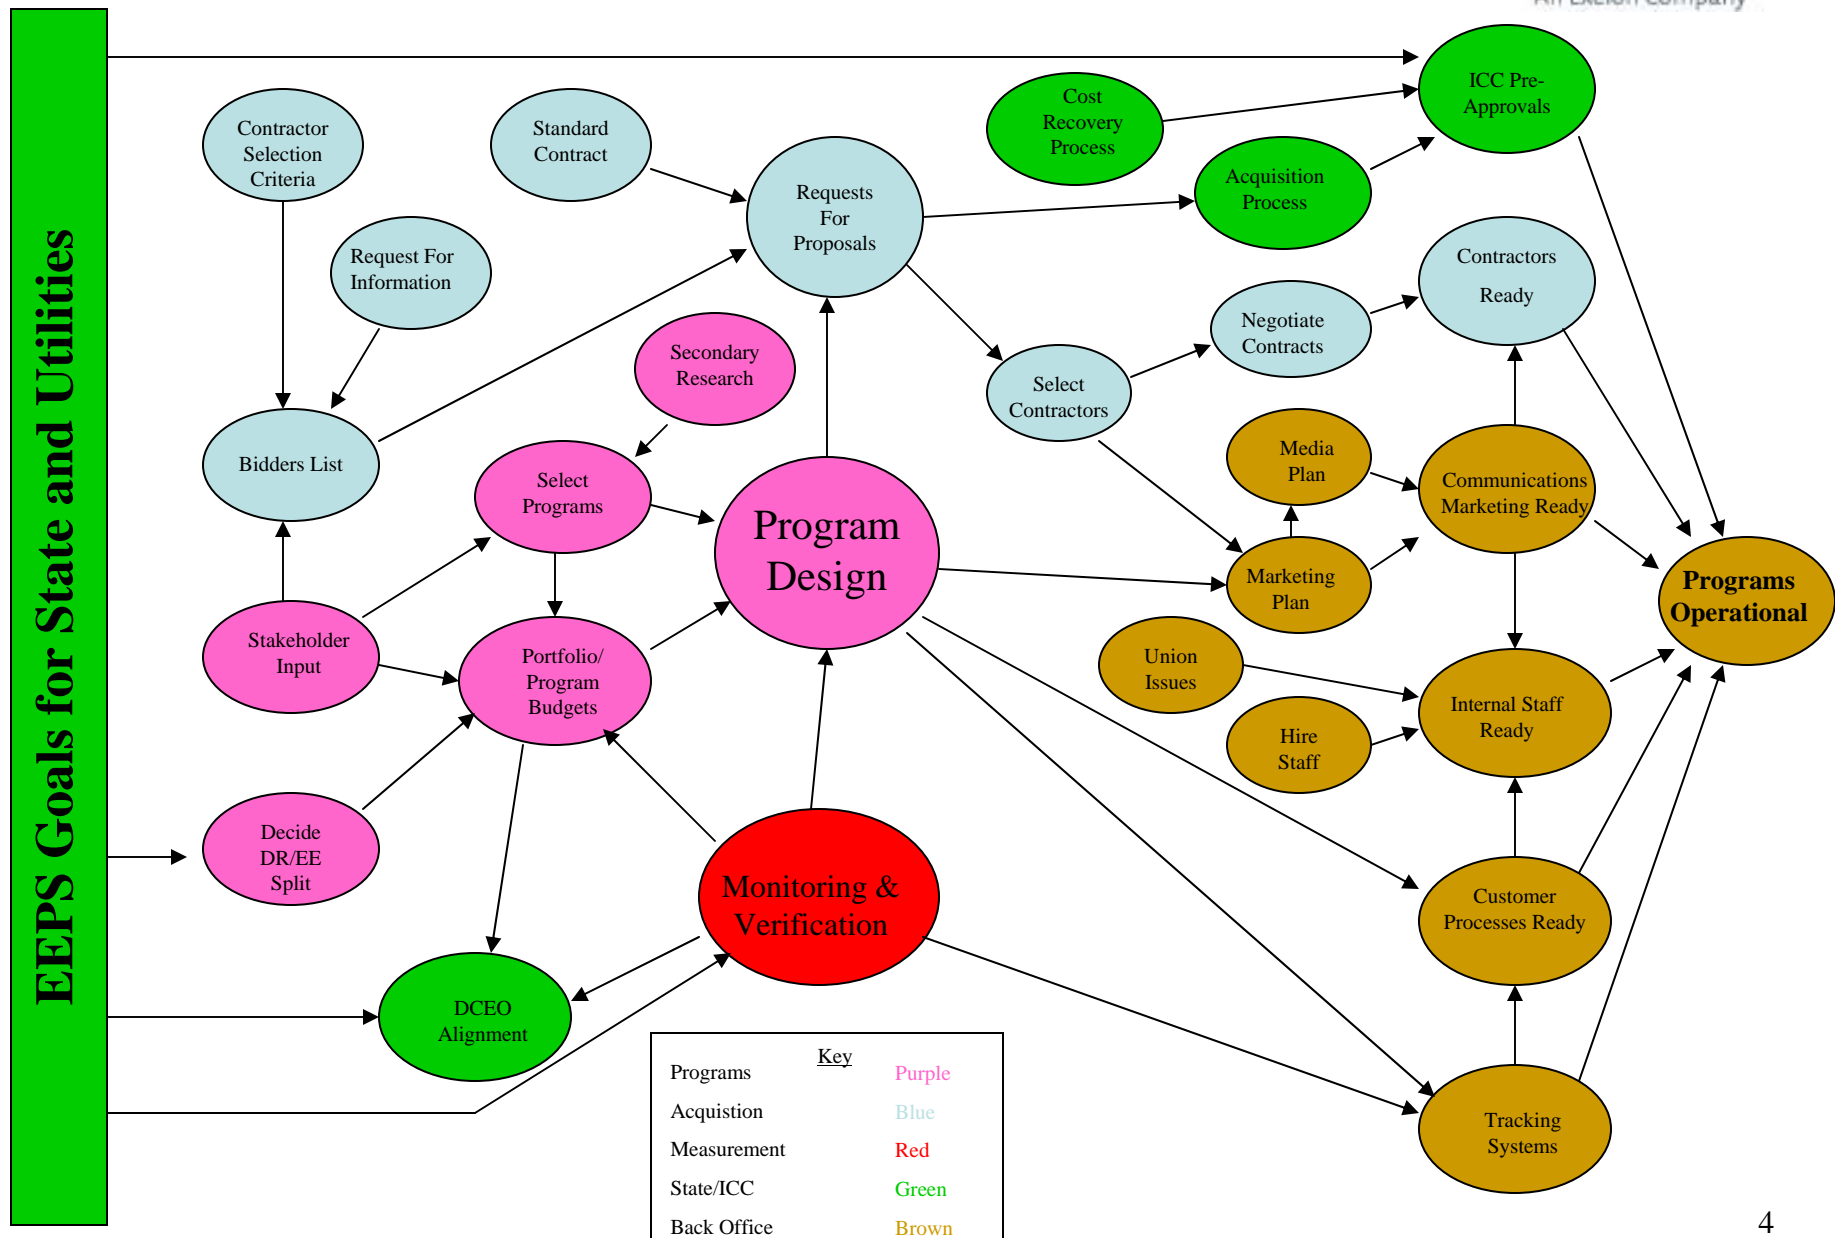 An Exelon Company
EEPS Goals for State and Utilities
Contractor
Selection
Criteria
Standard
Contract
Request For
Information
Requests
For
Proposals
Cost
Recovery
Process
Acquisition
Process
ICC Pre-
Approvals
Contractors
Ready
Negotiate
Contracts
Secondary
Research
Select
Contractors
Bidders List
Select
Programs
Program
Design
Media
Plan
Communications
Marketing Ready
Marketing
Plan
Programs
Operational
Stakeholder
Input
Portfolio/
Program
Budgets
Union
Issues
Internal Staff
Ready
Hire
Staff
Decide
DR/EE
Split
Monitoring &
Verification
Customer
Processes Ready
DCEO
Alignment
Tracking
Systems
Key
Programs Purple
Acquistion Blue
Measurement Red
State/ICC Green
Back Office Brown
4